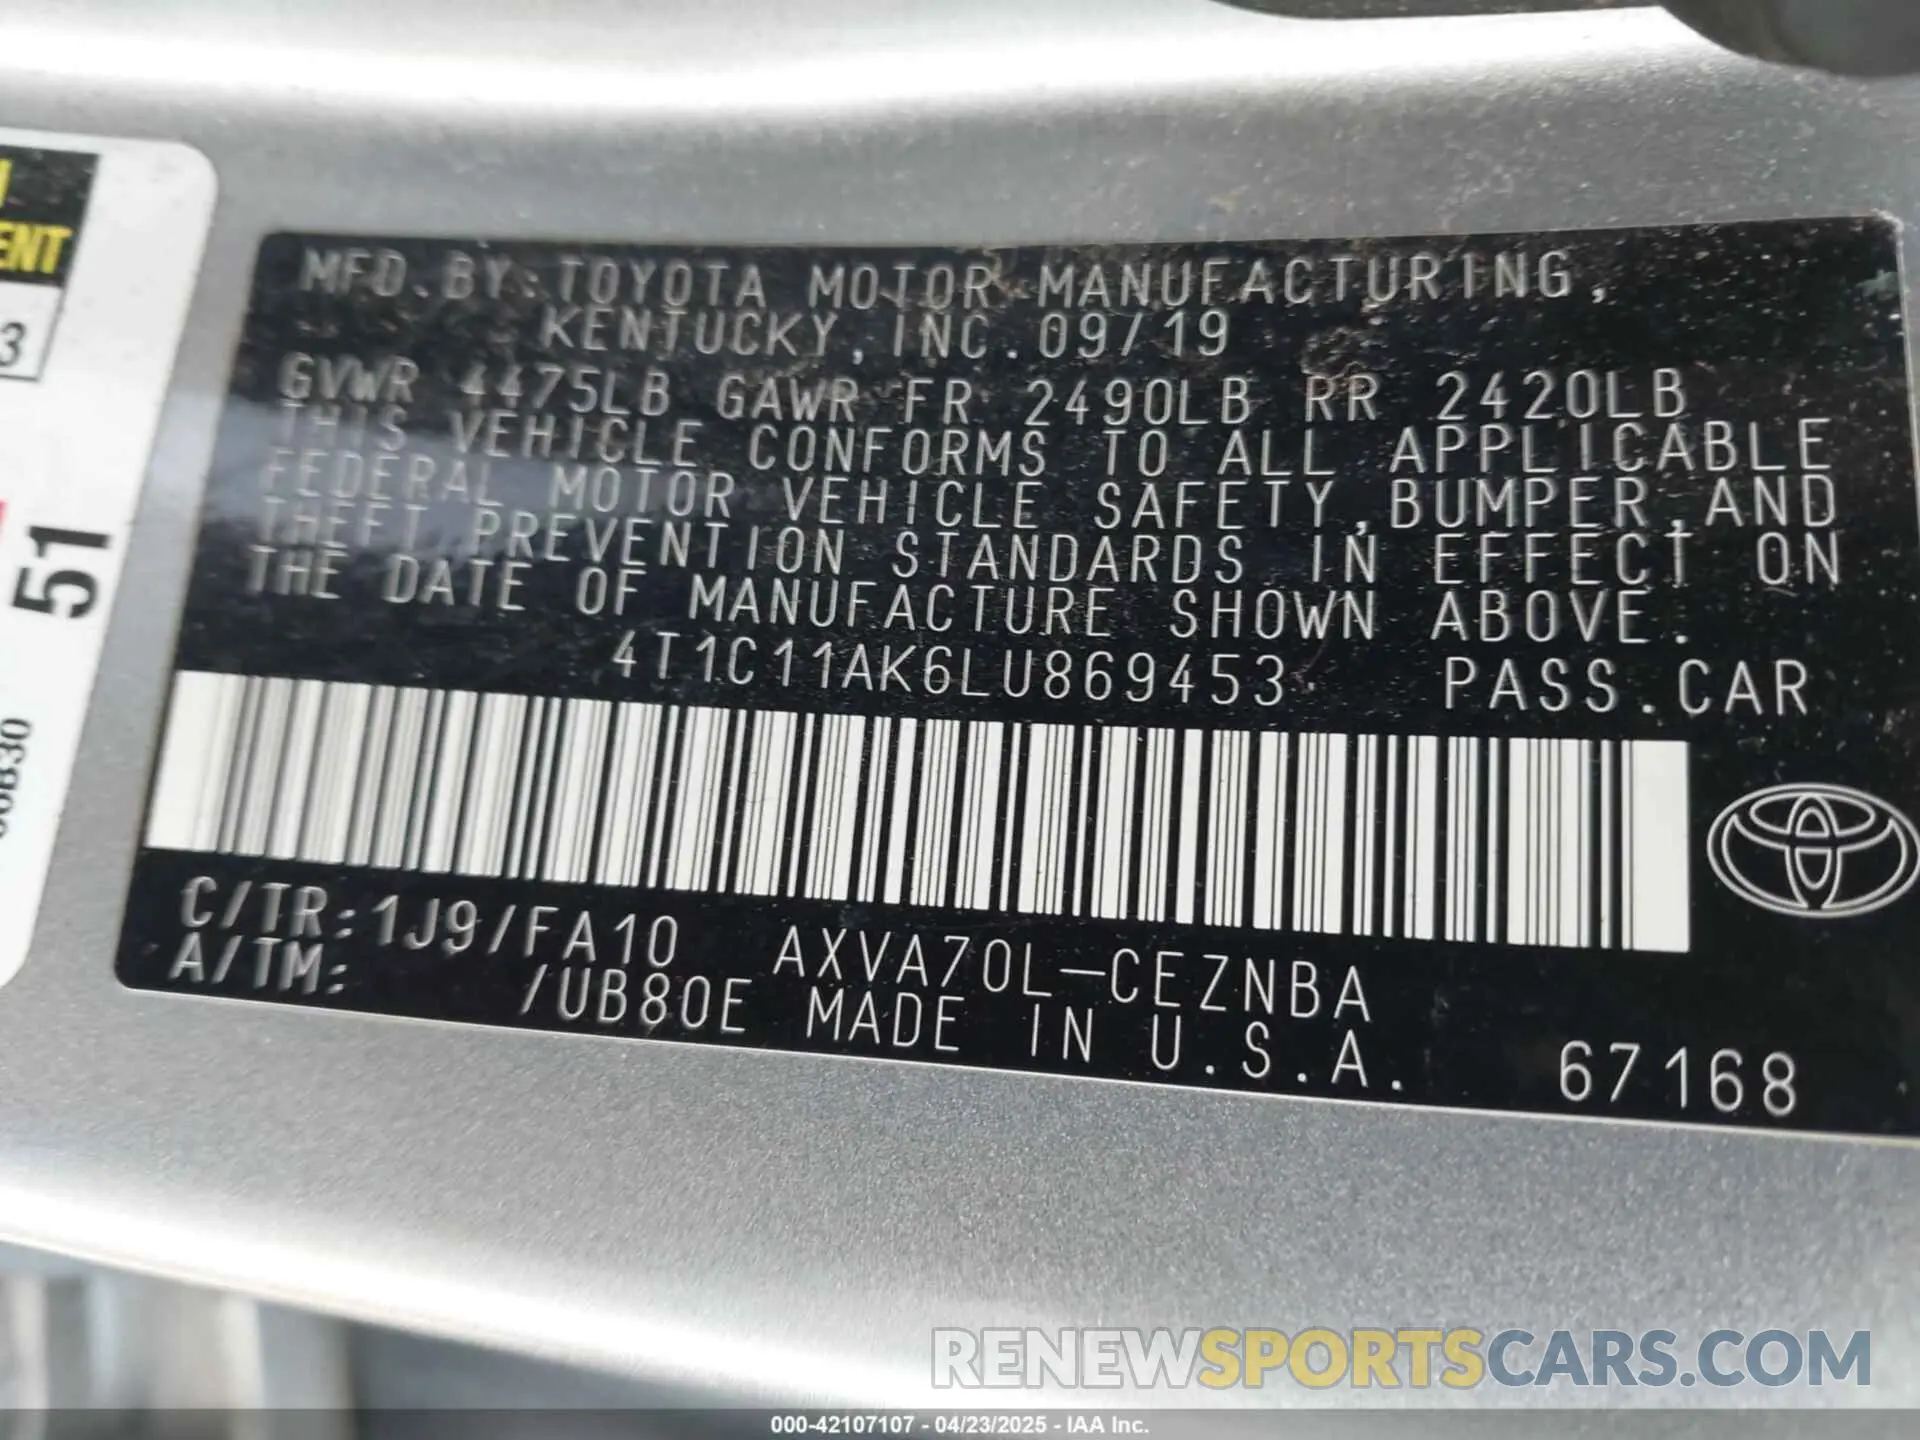 ENT
3
51
MFD.BY:TOYOTA MOTOR MANUFACTURING,
KENTUCKY,INC.09/19
GVWR 4475LB GAWR FR 2490LB RR 2420LB
THIS VEHICLE CONFORMS TO ALL APPLICABLE
FEDERAL MOTOR VEHICLE SAFETY,BUMPER,AND
THEFT PREVENTION STANDARDS IN EFFECT ON
THE DATE OF MANUFACTURE SHOWN ABOVE.
4T1C11AK6LU869453 PASS.CAR
C/TR:1J9/FA10 AXVA70L-CEZNBA
A/TM: /UB80E MADE IN U.S.A. 67168
RENEWSPORTSCARS.COM
000-42107107 - 04/23/2025 - IAA Inc.